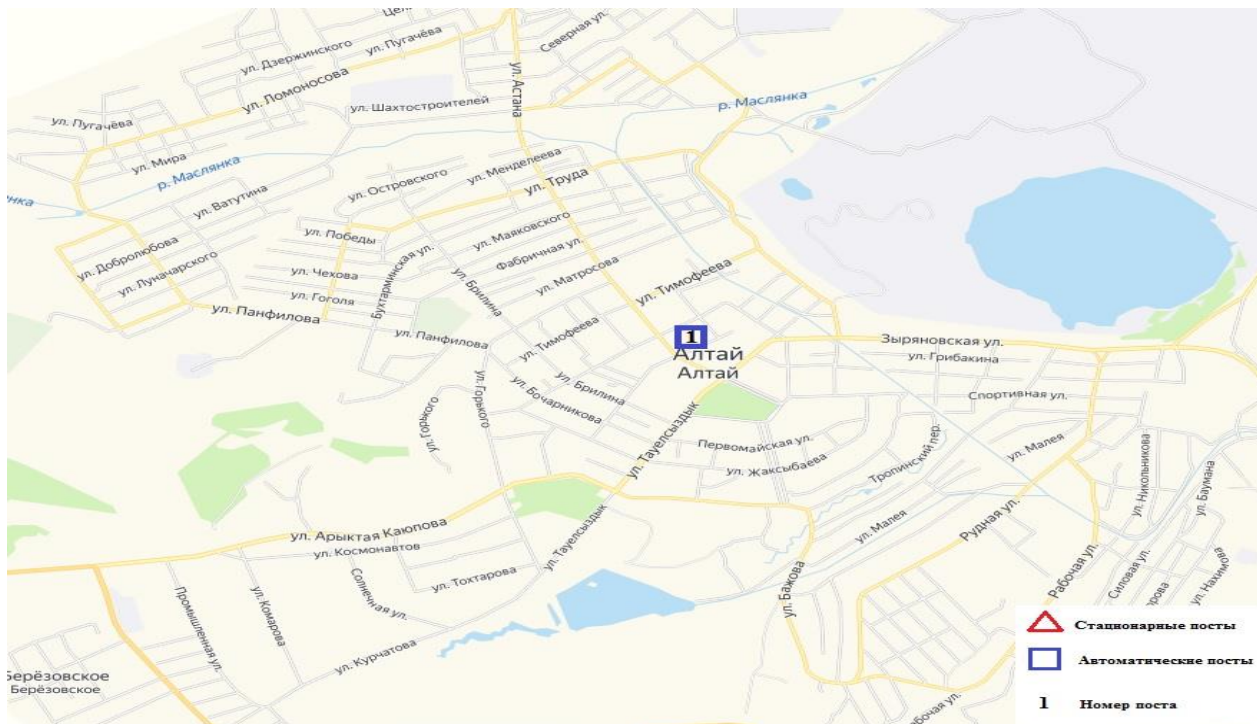 Северная ул.
ул. Дзержинского
ул. Пугачёва
ул. Астана
ул. Ломоносова
ул. Шахтостроителей
р. Маслянка
ул. Пугачёва
ул. Мира
р. Маслянка
ул. Островского
ул. Менделеева
ул. Труда
ул. Ватутина
ул. Победы
ул. Маяковского
Фабричная ул.
ул. Добролюбова
ул. Луначарского
ул. Чехова
Бухтарминская ул.
ул. Брилина
ул. Матросова
ул. Тимофеева
ул. Гоголя
ул. Панфилова
ул. Панфилова
ул. Тимофеева
1
Алтай
Алтай
Зыряновская ул.
ул. Грибакина
ул. Горького
ул. Брилина
ул. Бочарникова
Спортивная ул.
ул. Горького
ул. Тауелсыздык
Первомайская ул.
ул. Жаксыбаева
Тропинский пер.
ул. Малея
ул. Никольникова
ул. Баумана
ул. Арыктая Каюпова
ул. Космонавтов
ул. Тауелсыздык
ул. Малея
Рудная ул.
ул. Тохтарова
Солнечная ул.
ул. Комарова
Промышленная ул.
ул. Бажова
Рабочая ул.
Силовая ул.
ул. Нахимова
ул. Курчатова
Берёзовское
Берёзовское
Стационарные посты
Автоматические посты
1 Номер поста